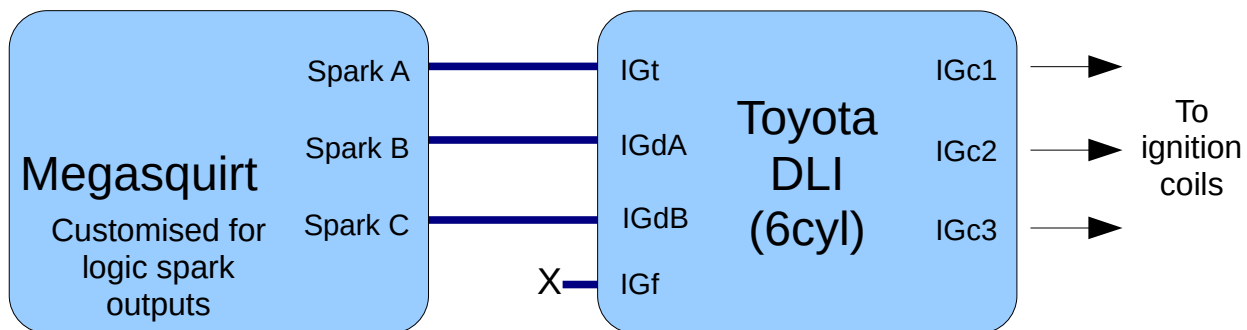 Megasquirt
Customised for
logic spark
outputs
Spark A
Spark B
Spark C
X
IGt
IGdA
IGdB
IGf
Toyota
DLI
(6cyl)
IGc1
IGc2
IGc3
To
ignition
coils